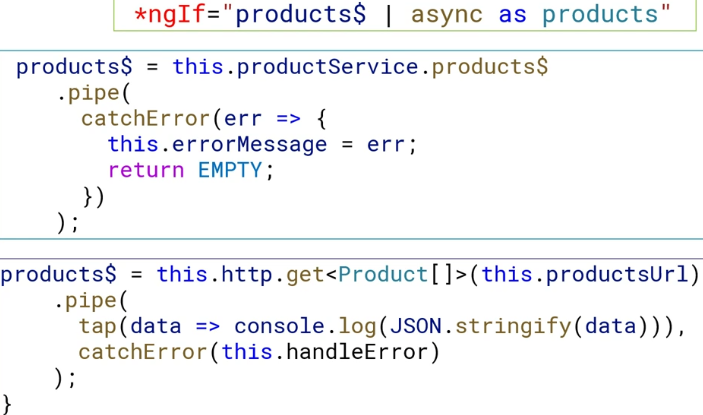 *ngIf="products$ | async as products"
products$ = this.productService.products$
.pipe(
catchError(err => {
this.errorMessage = err;
return EMPTY;
})
);
products$ = this.http.get<Product[]>(this.productsUrl)
.pipe(
tap(data => console.log(JSON.stringify(data))),
catchError(this.handleError)
);
}